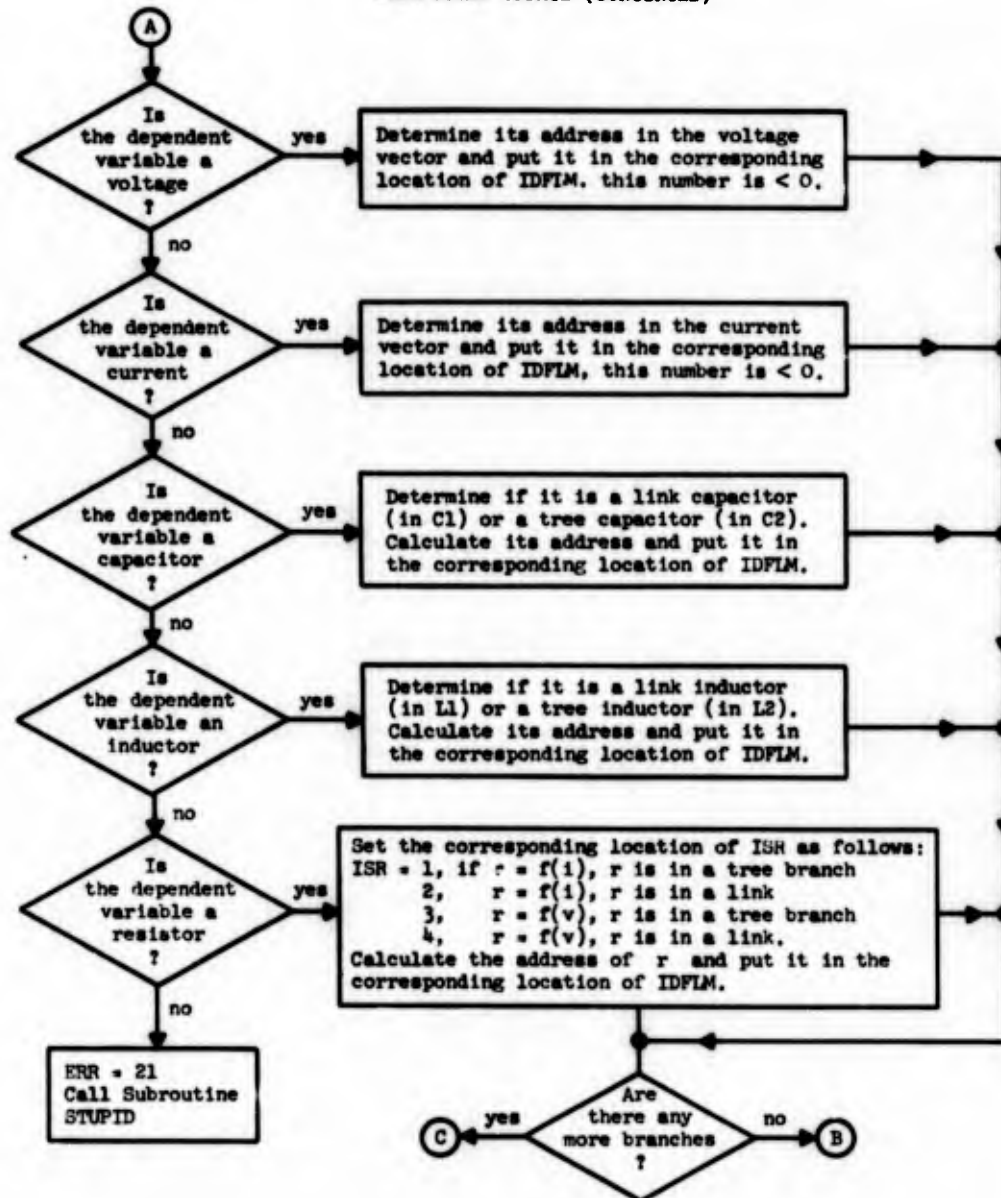 (CONTINUED)
A
Is
the dependent
variable a
voltage
?
yes
Determine its address in the voltage
vector and put it in the corresponding
location of IDFLM. this number is < 0.
no
Is
the dependent
variable a
current
?
yes
Determine its address in the current
vector and put it in the corresponding
location of IDFLM, this number is < 0.
no
Is
the dependent
variable a
capacitor
?
yes
Determine if it is a link capacitor
(in C1) or a tree capacitor (in C2).
Calculate its address and put it in
the corresponding location of IDFLM.
no
Is
the dependent
variable an
inductor
?
yes
Determine if it is a link inductor
(in L1) or a tree inductor (in L2).
Calculate its address and put it in
the corresponding location of IDFLM.
no
Is
the dependent
variable a
resistor
?
yes
Set the corresponding location of ISR as follows:
ISR = 1, if r = f(i), r is in a tree branch
2, r = f(i), r is in a link
3, r = f(v), r is in a tree branch
4, r = f(v), r is in a link.
Calculate the address of r and put it in the
corresponding location of IDFLM.
no
ERR = 21
Call Subroutine
STUPID
Are
there any
more branches
?
yes
C
no
B